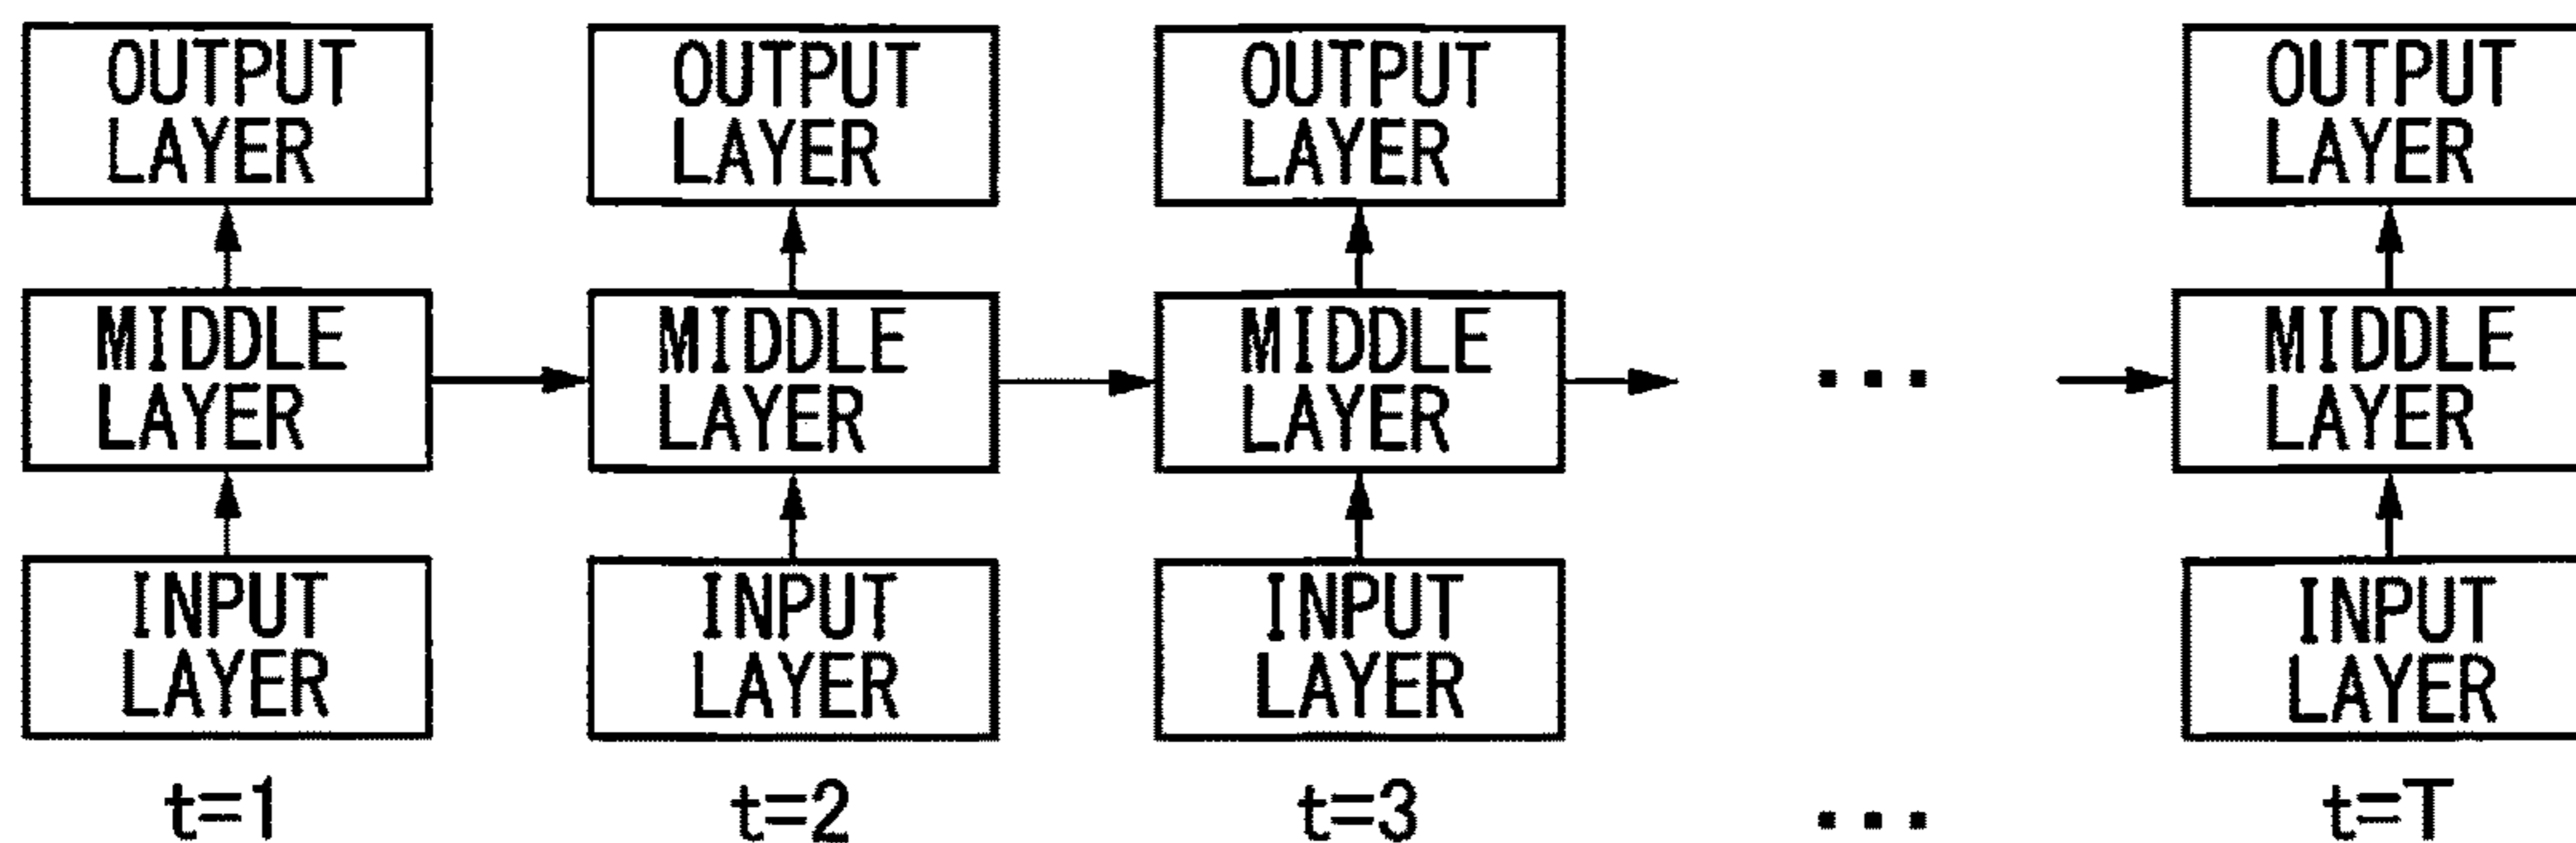 OUTPUT
LAYER
OUTPUT
LAYER
OUTPUT
LAYER
OUTPUT
LAYER
MIDDLE
LAYER
MIDDLE
LAYER
MIDDLE
LAYER
...
MIDDLE
LAYER
INPUT
LAYER
INPUT
LAYER
INPUT
LAYER
INPUT
LAYER
t=1
t=2
t=3
...
t=T